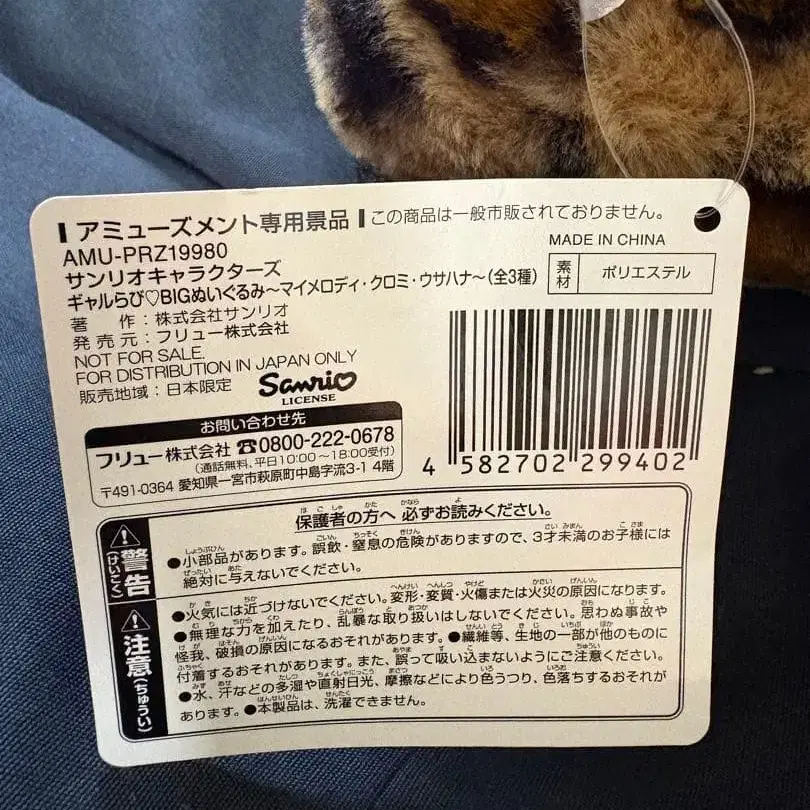 アミューズメント専用景品 この商品は一般市販されておりません。
AMU-PRZ19980
サンリオキャラクターズ
ギャルらび♡BIGぬいぐるみ〜マイメロディ・クロミ・ウサハナ〜(全3種)
MADE IN CHINA
素材 ポリエステル
著 作:株式会社サンリオ
発売元:フリュー株式会社
NOT FOR SALE.
FOR DISTRIBUTION IN JAPAN ONLY
販売地域:日本限定
Sanrio
LICENSE
お問い合わせ先
フリュー株式会社 ☎0800-222-0678
(通話無料、平日10:00〜18:00受付)
〒491-0364 愛知県一宮市萩原町中島字流3-1 4階
4 582702 299402
保護者の方へ 必ずお読みください。
警告(けいこく)
●小部品があります。誤飲・窒息の危険がありますので、3才未満のお子様には
絶対に与えないでください。
注意(ちゅうい)
●火気には近づけないでください。変形・変質・火傷または火災の原因になります。
●無理な力を加えたり、乱暴な取り扱いはしないでください。思わぬ事故や
怪我、破損の原因になるおそれがあります。●繊維等、生地の一部が他のものに
付着するおそれがあります。また、誤って吸い込まないようにご注意ください。
●水、汗などの多湿や直射日光、摩擦などにより色うつり、色落ちするおそれが
あります。●本製品は、洗濯できません。